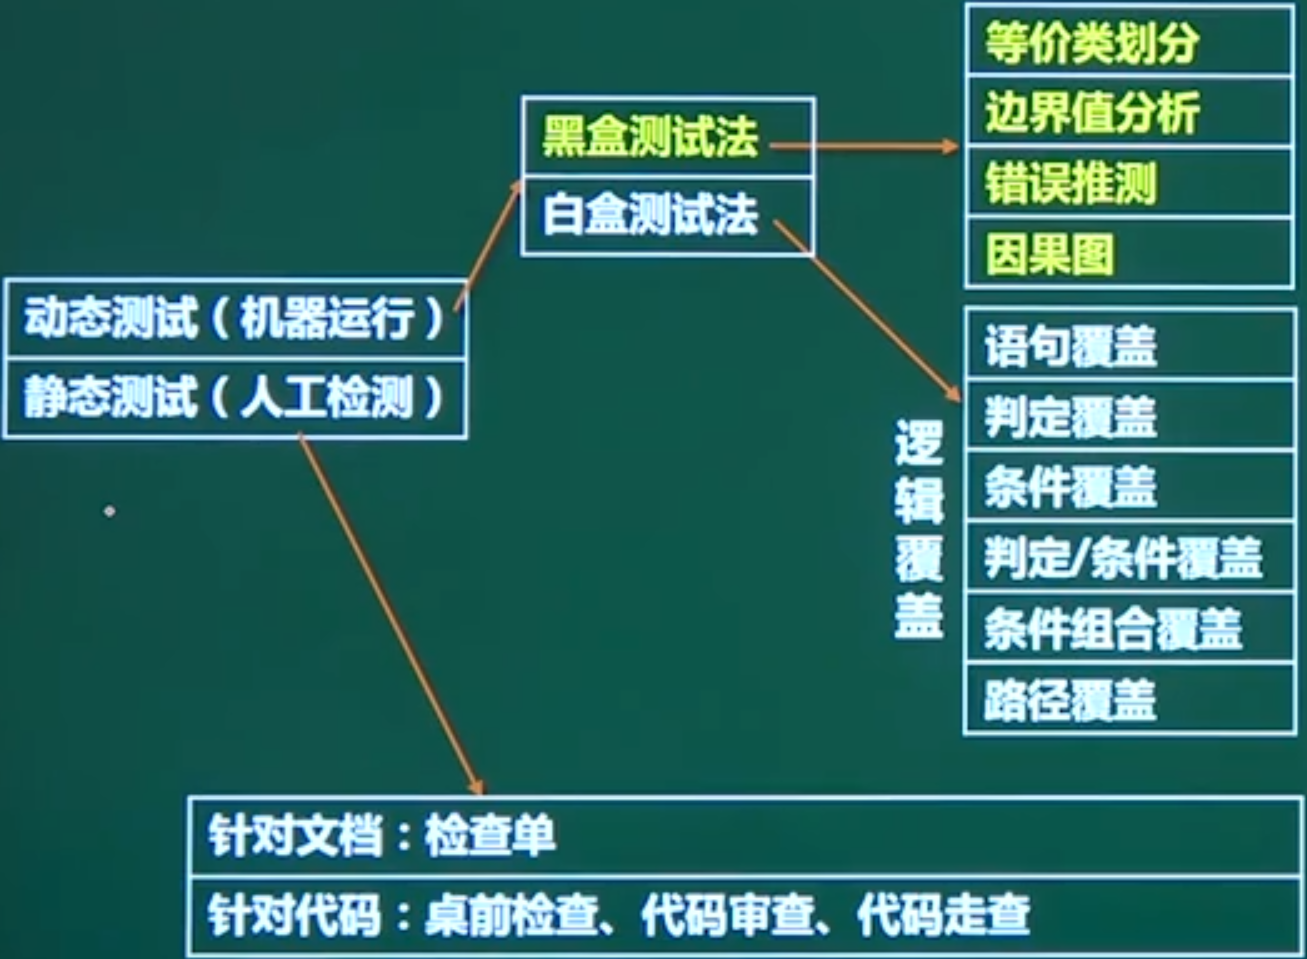 等价类划分
边界值分析
错误推测
因果图
黑盒测试法
白盒测试法
动态测试（机器运行）
静态测试（人工检测）
逻辑覆盖
语句覆盖
判定覆盖
条件覆盖
判定/条件覆盖
条件组合覆盖
路径覆盖
针对文档：检查单
针对代码：桌前检查、代码审查、代码走查